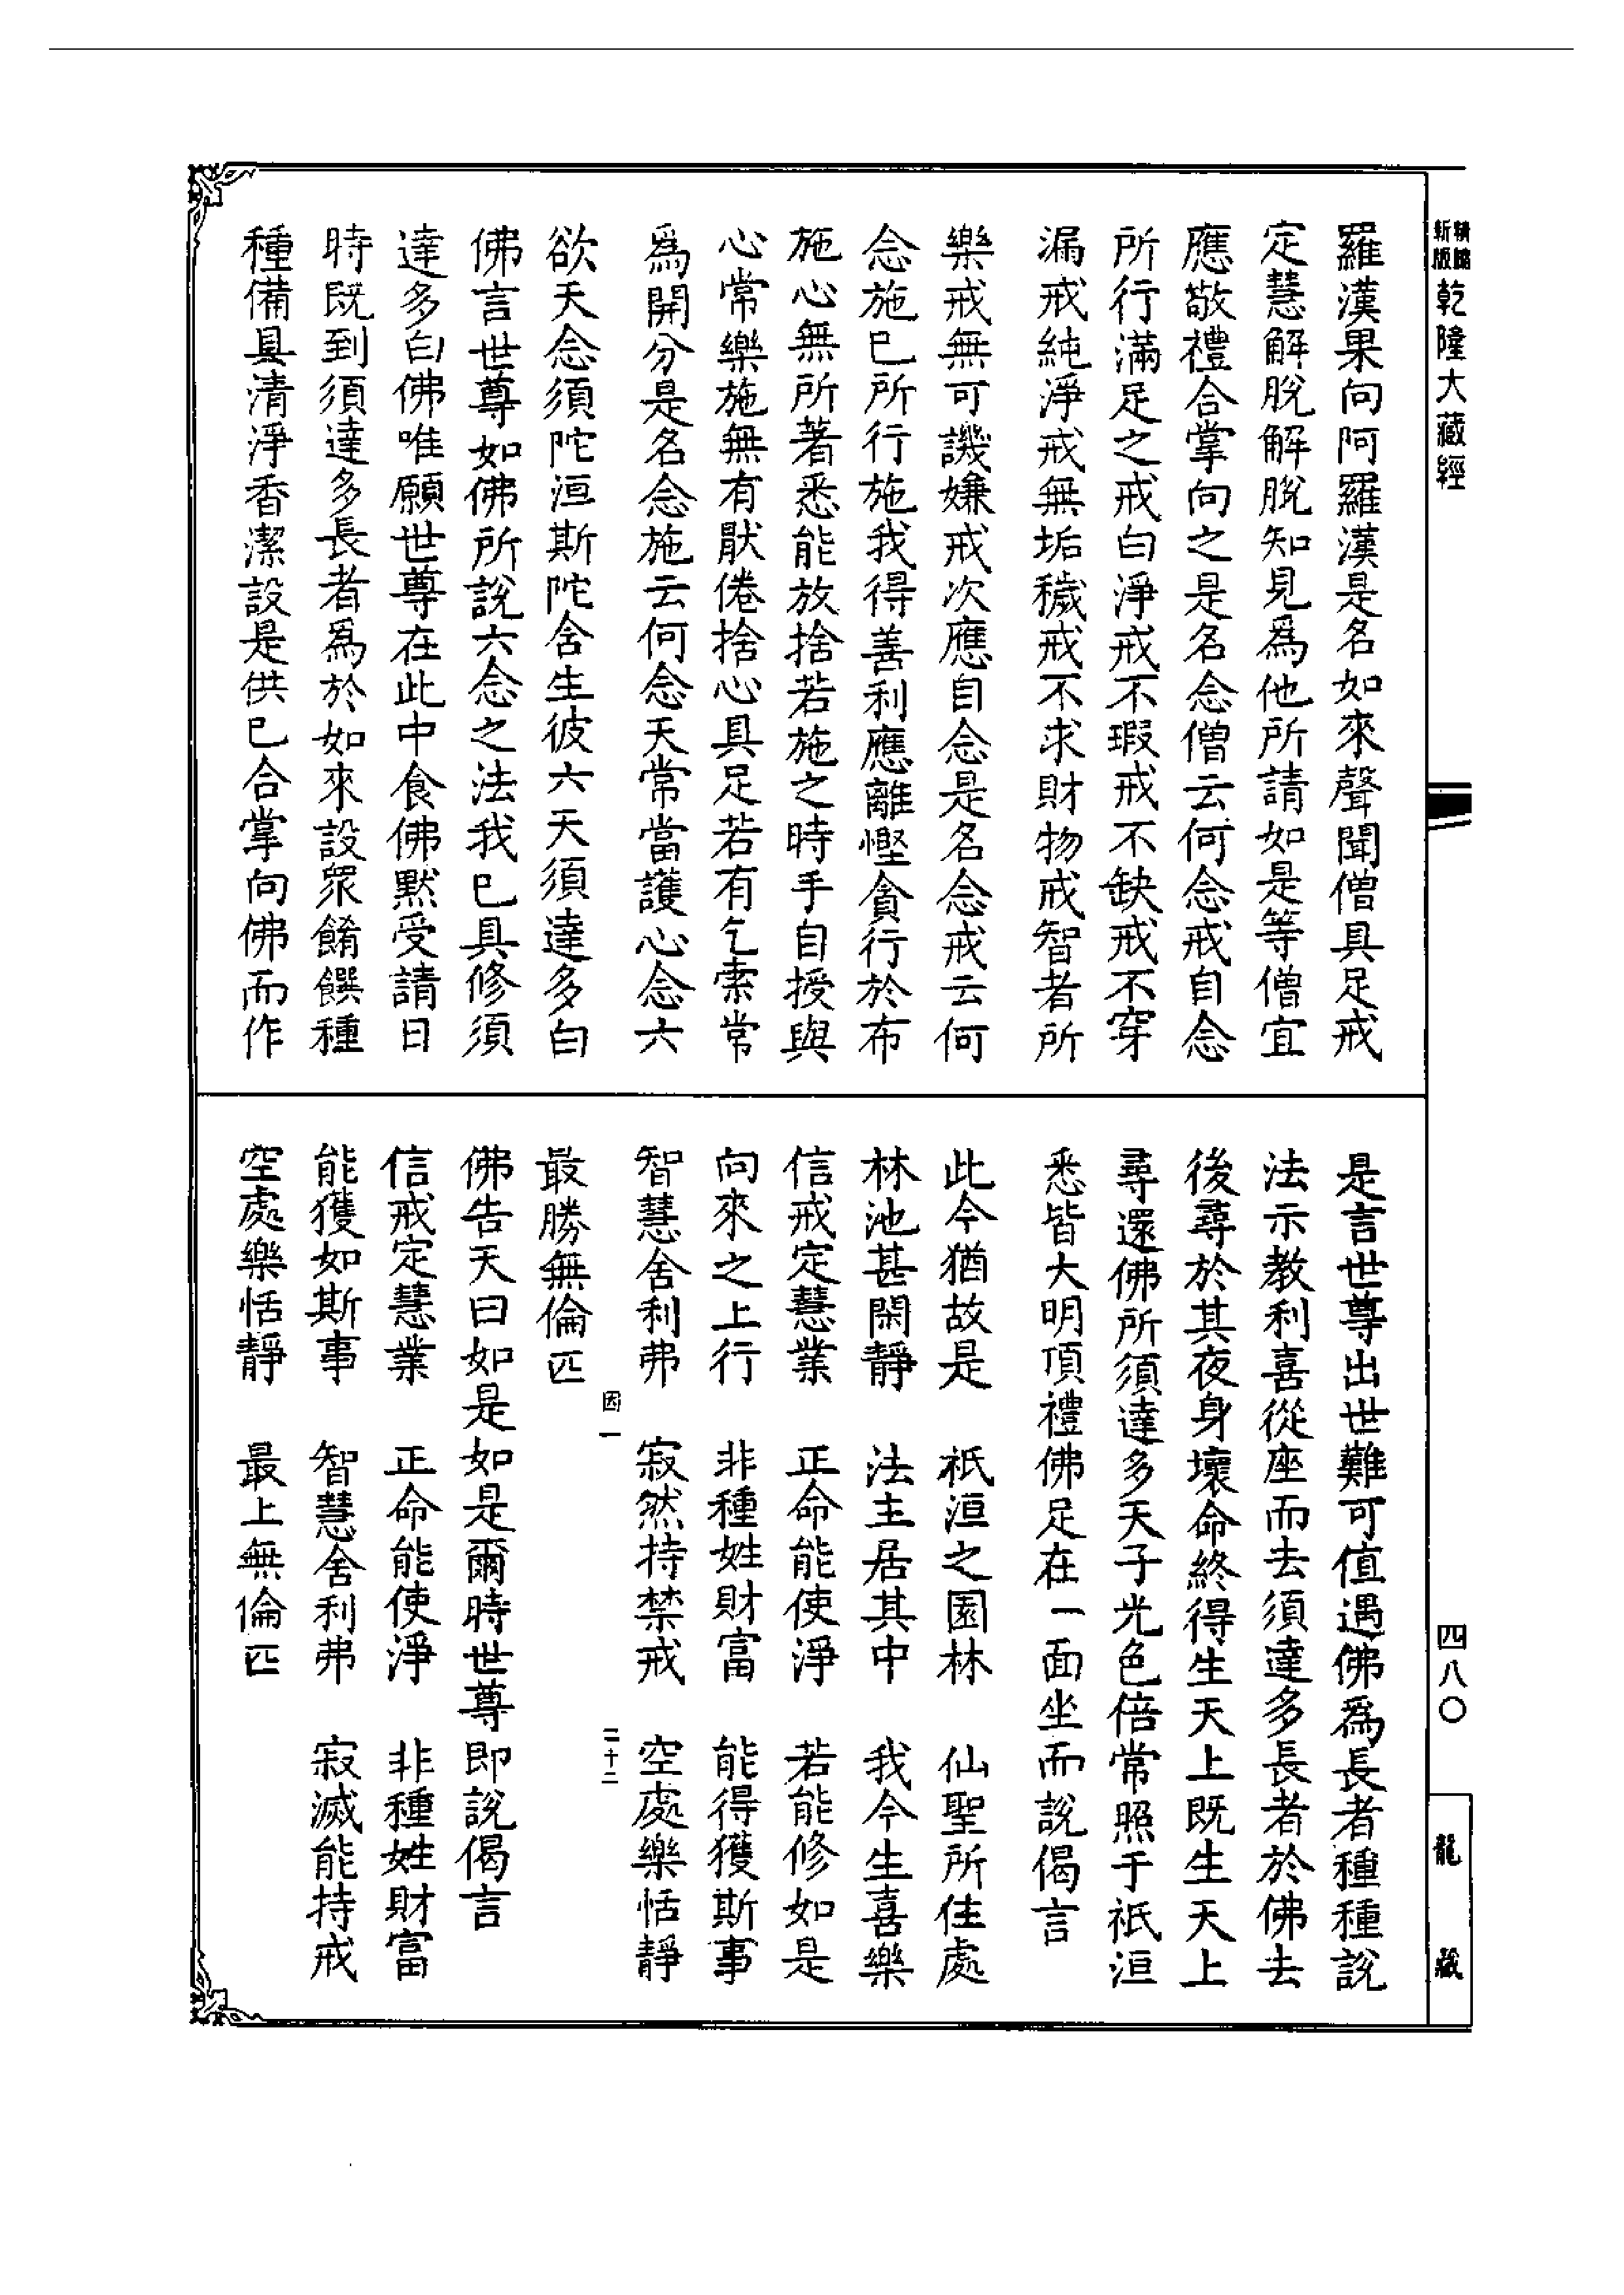 新版
乾隆大藏經
羅漢果向阿羅漢是名如來聲聞僧具足戒
定慧解脫解脫知見爲他所請如是等僧宜
應敬禮合掌向之是名念僧云何念戒自念
所行滿足之戒白淨戒不瑕戒不缺戒不穿
漏戒純淨戒無垢穢戒不求財物戒智者所
樂戒無可譏嫌戒次應自念是名念戒云何
念施已所行施我得善利應離慳貪行於布
施心無所著悉能放捨若施之時手自授與
心常樂施無有厭倦捨心具足若有乞索常
爲開分是名念施云何念天常當護心念六
欲天念須陀洹斯陀含生彼六天須達多白
佛言世尊如佛所說六念之法我已具修須
達多白佛唯願世尊在此中食佛默受請日
時既到須達多長者爲於如來設眾餚饌種
種備具清淨香潔設是供已合掌向佛而作
是言世尊出世難可值遇佛爲長者種種說
法示教利喜從座而去須達多長者於佛去
後尋於其夜身壞命終得生天上既生天上
尋還佛所須達多天子光色倍常照于祇洹
悉皆大明頂禮佛足在一面坐而說偈言
此今猶故是　祇洹之園林　仙聖所住處
林池甚閑靜　法主居其中　我今生喜樂
信戒定慧業　正命能使淨　若能修如是
向來之上行　非種姓財富　能得獲斯事
智慧舍利弗　寂然持禁戒　空處樂恬靜
因一　二十二
最勝無倫匹
佛告天曰如是如是爾時世尊即說偈言
信戒定慧業　正命能使淨　非種姓財富
能獲如斯事　智慧舍利弗　寂滅能持戒
空處樂恬靜　最上無倫匹
四八〇
龍藏